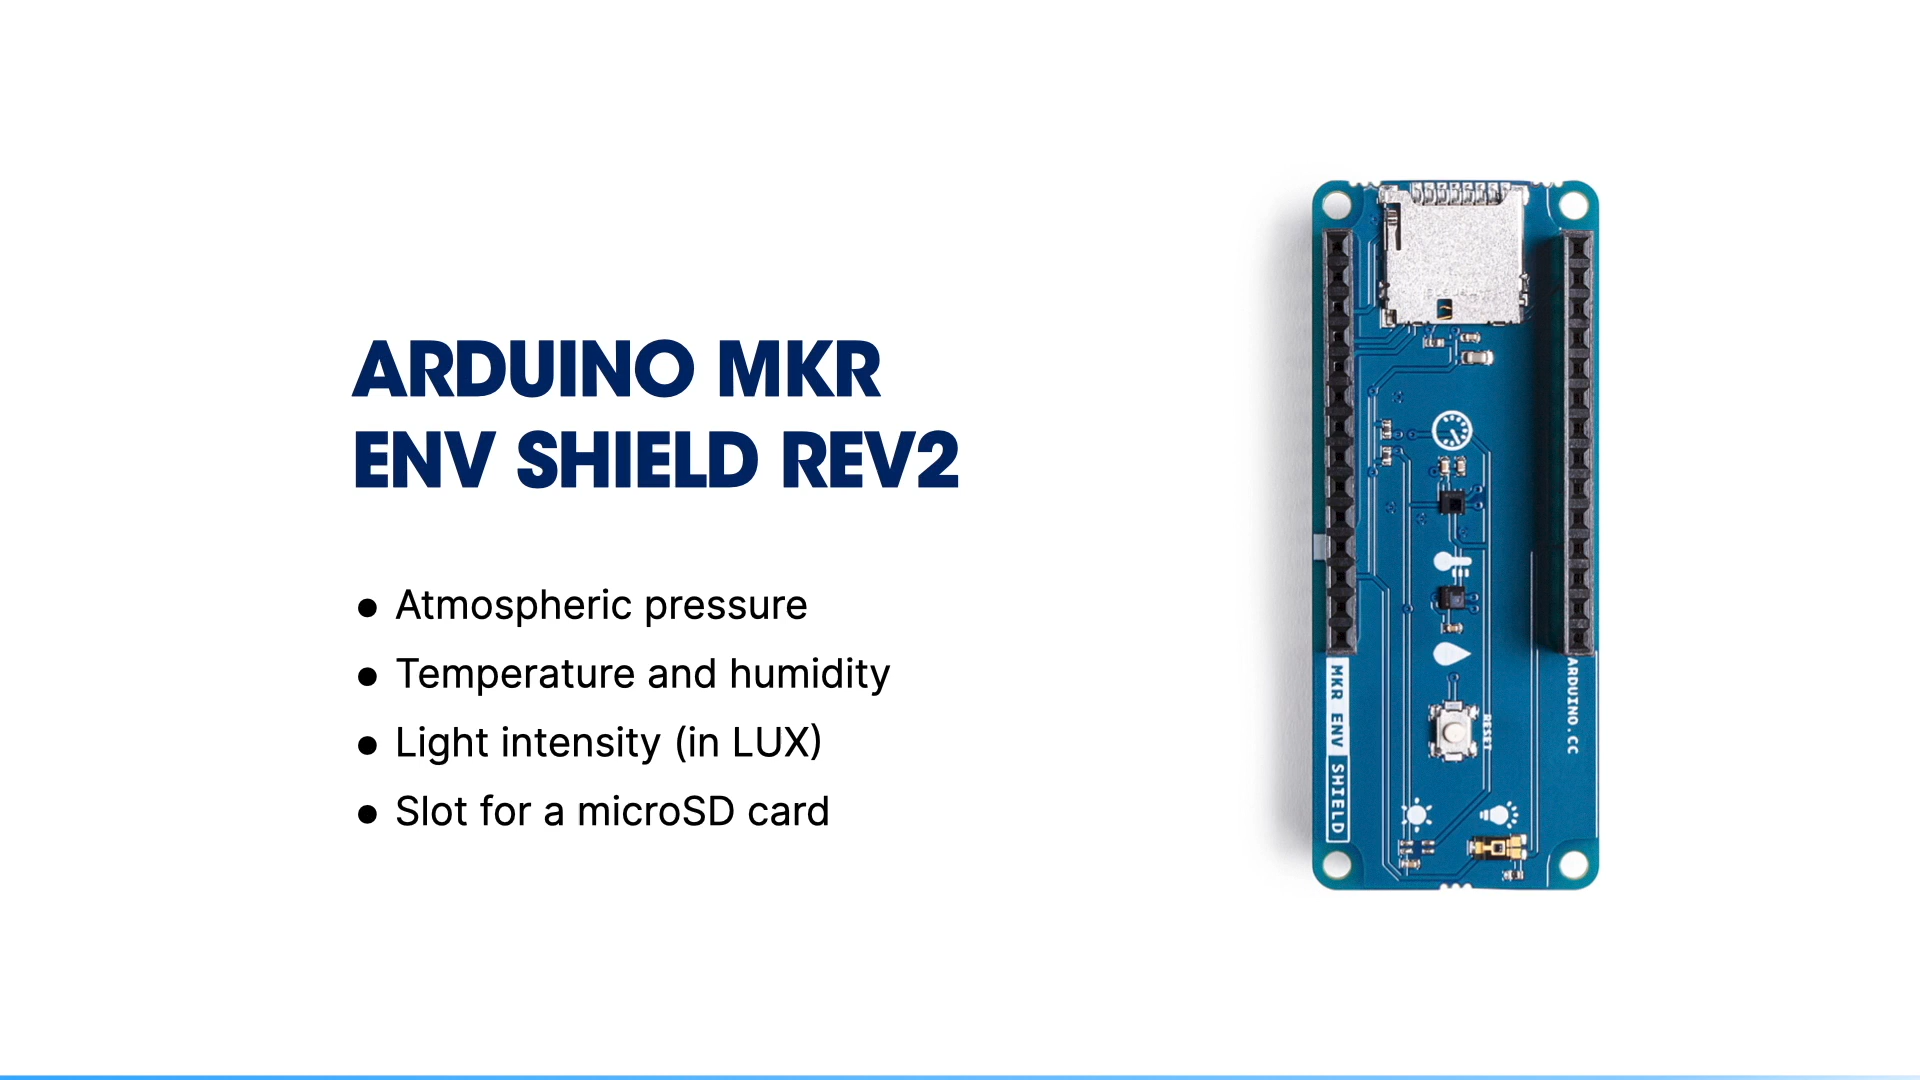 ARDUINO MKR
ENV SHIELD REV2
● Atmospheric pressure
● Temperature and humidity
● Light intensity (in LUX)
● Slot for a microSD card
MKR ENV SHIELD
RESET
ARDUINO.CC